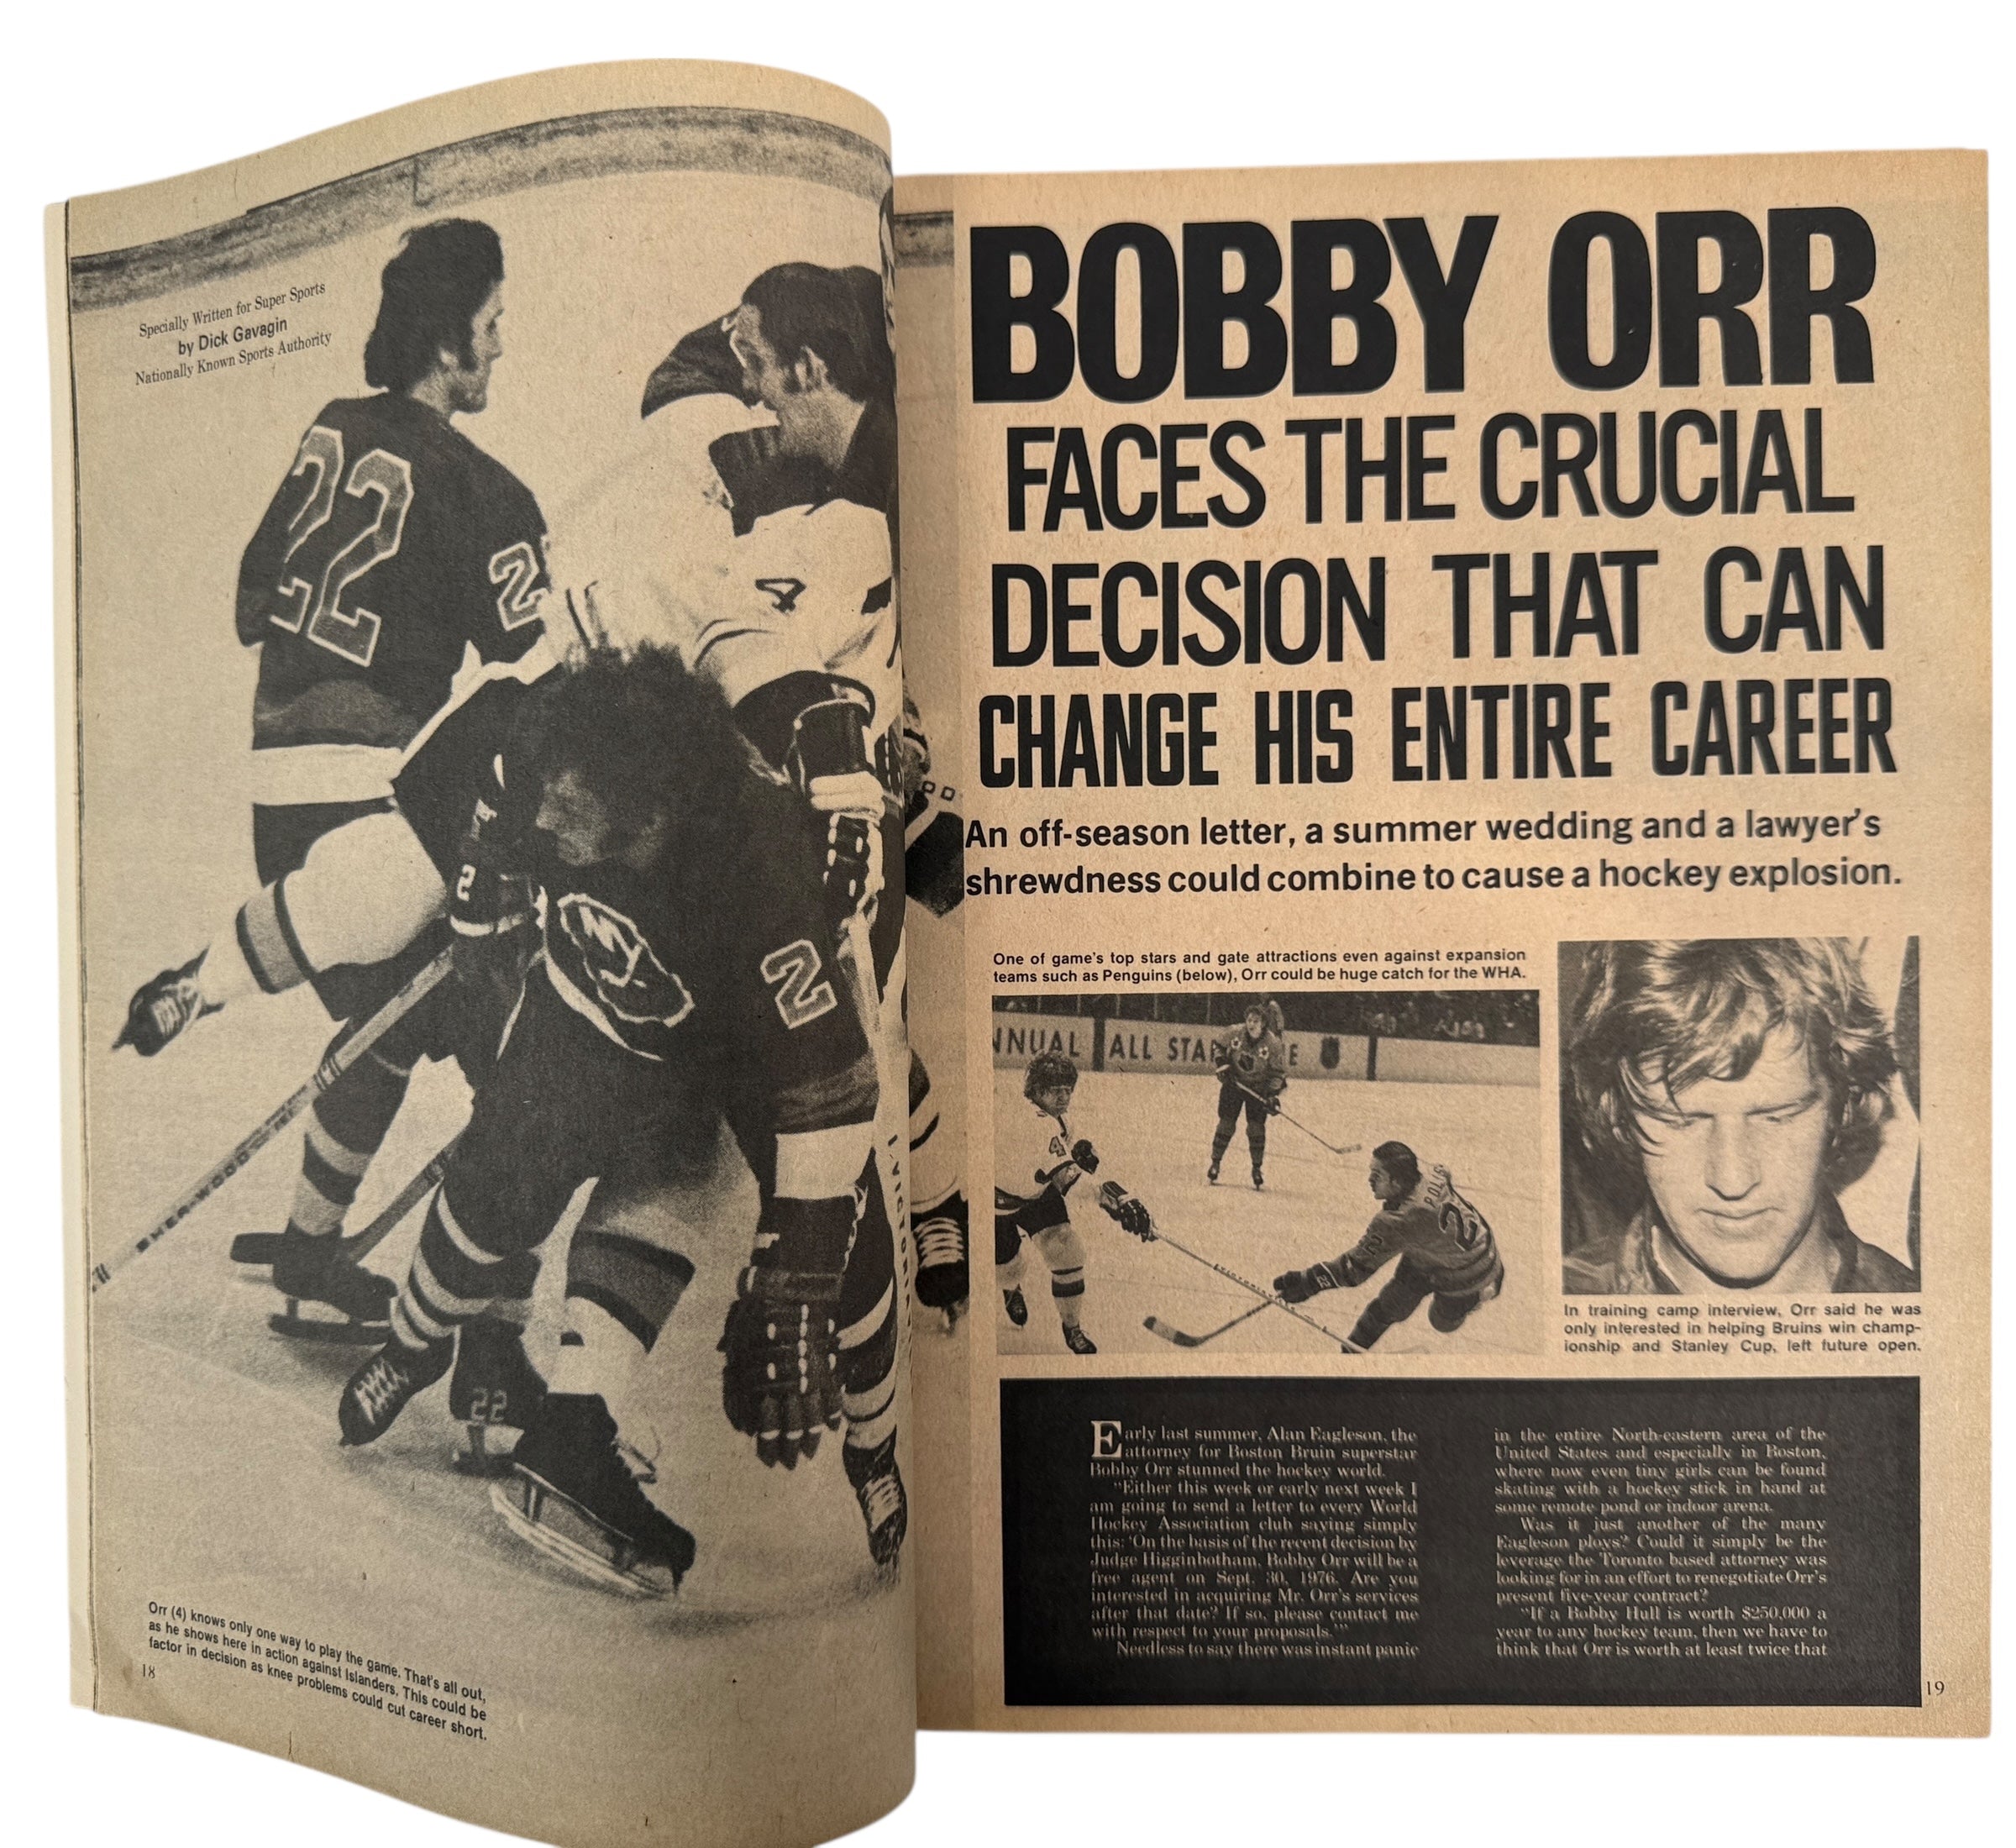 Specially Written for Super Sports
by Dick Gavagin
Nationally Known Sports Authority
22
2
4
2
NY
2
SHER-WOOD
22
VICTORIA
Orr (4) knows only one way to play the game. That's all out,
as he shows here in action against Islanders. This could be
factor in decision as knee problems could cut career short.
18
BOBBY ORR
FACES THE CRUCIAL
DECISION THAT CAN
CHANGE HIS ENTIRE CAREER
An off-season letter, a summer wedding and a lawyer's
shrewdness could combine to cause a hockey explosion.
One of game's top stars and gate attractions even against expansion
teams such as Penguins (below), Orr could be huge catch for the WHA.
NNUAL ALL STAR
4
POLIS
2
22
In training camp interview, Orr said he was
only interested in helping Bruins win champ-
ionship and Stanley Cup, left future open.
Early last summer, Alan Eagleson, the
attorney for Boston Bruin superstar
Bobby Orr stunned the hockey world.
"Either this week or early next week I
am going to send a letter to every World
Hockey Association club saying simply
this: 'On the basis of the recent decision by
Judge Higginbotham, Bobby Orr will be a
free agent on Sept. 30, 1976. Are you
interested in acquiring Mr. Orr's services
after that date? If so, please contact me
with respect to your proposals.'"
Needless to say there was instant panic
in the entire North-eastern area of the
United States and especially in Boston,
where now even tiny girls can be found
skating with a hockey stick in hand at
some remote pond or indoor arena.
Was it just another of the many
Eagleson ploys? Could it simply be the
leverage the Toronto based attorney was
looking for in an effort to renegotiate Orr's
present five-year contract?
"If a Bobby Hull is worth $250,000 a
year to any hockey team, then we have to
think that Orr is worth at least twice that
19